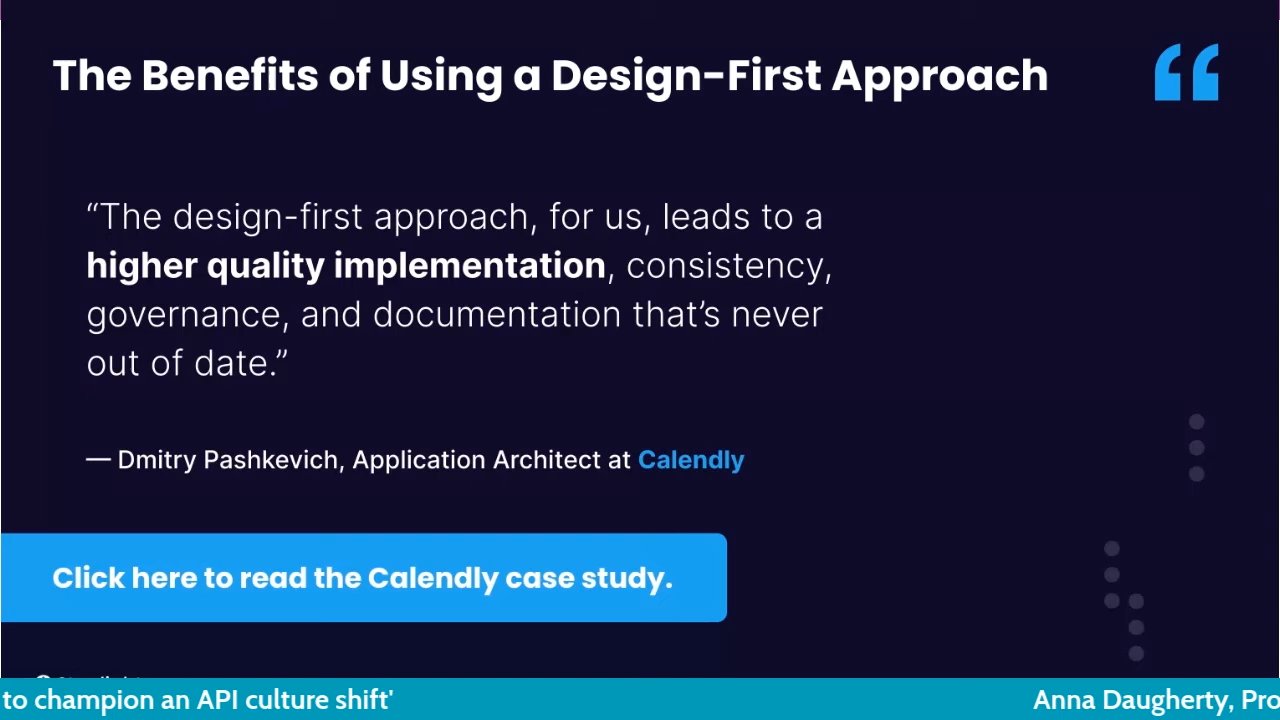 The Benefits of Using a Design-First Approach
“The design-first approach, for us, leads to a
higher quality implementation, consistency,
governance, and documentation that’s never
out of date.”
— Dmitry Pashkevich, Application Architect at Calendly
Click here to read the Calendly case study.
to champion an API culture shift'
Anna Daugherty, Pro